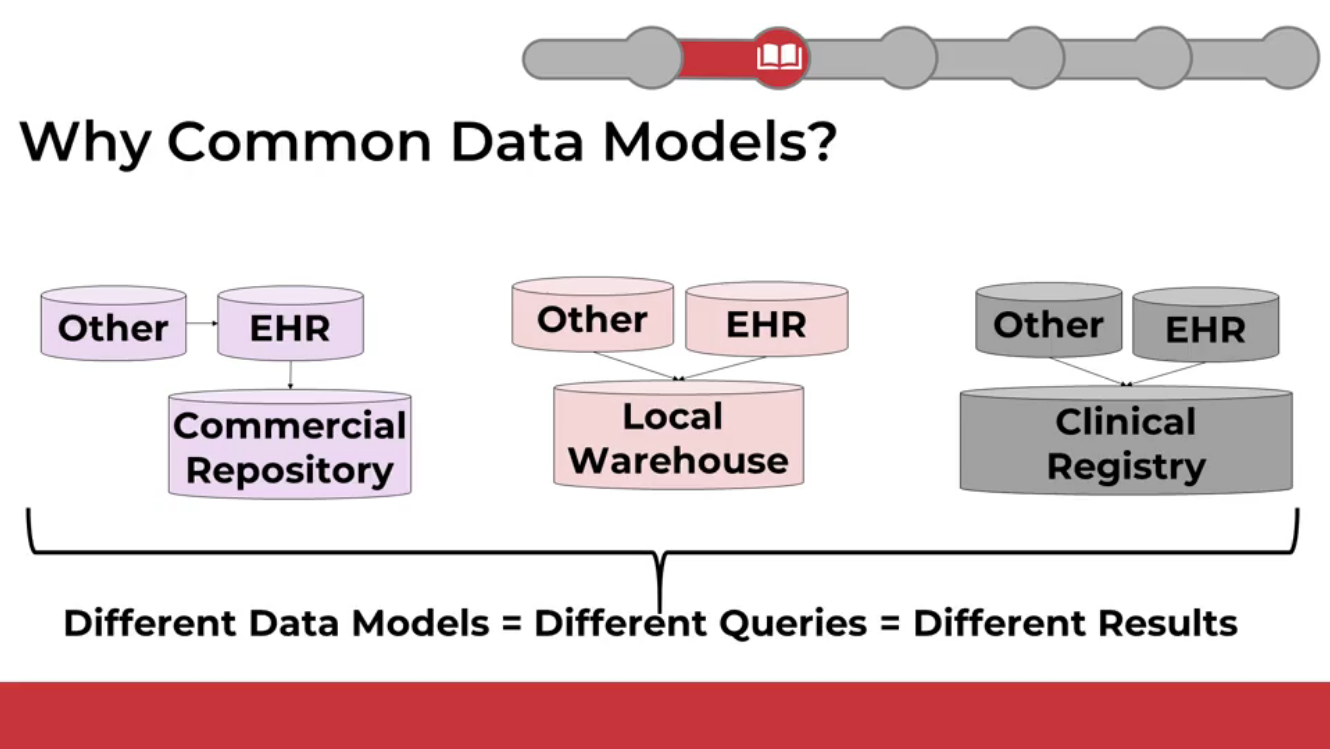 Why Common Data Models?
Other
EHR
Commercial
Repository
Other
EHR
Local
Warehouse
Other
EHR
Clinical
Registry
Different Data Models = Different Queries = Different Results